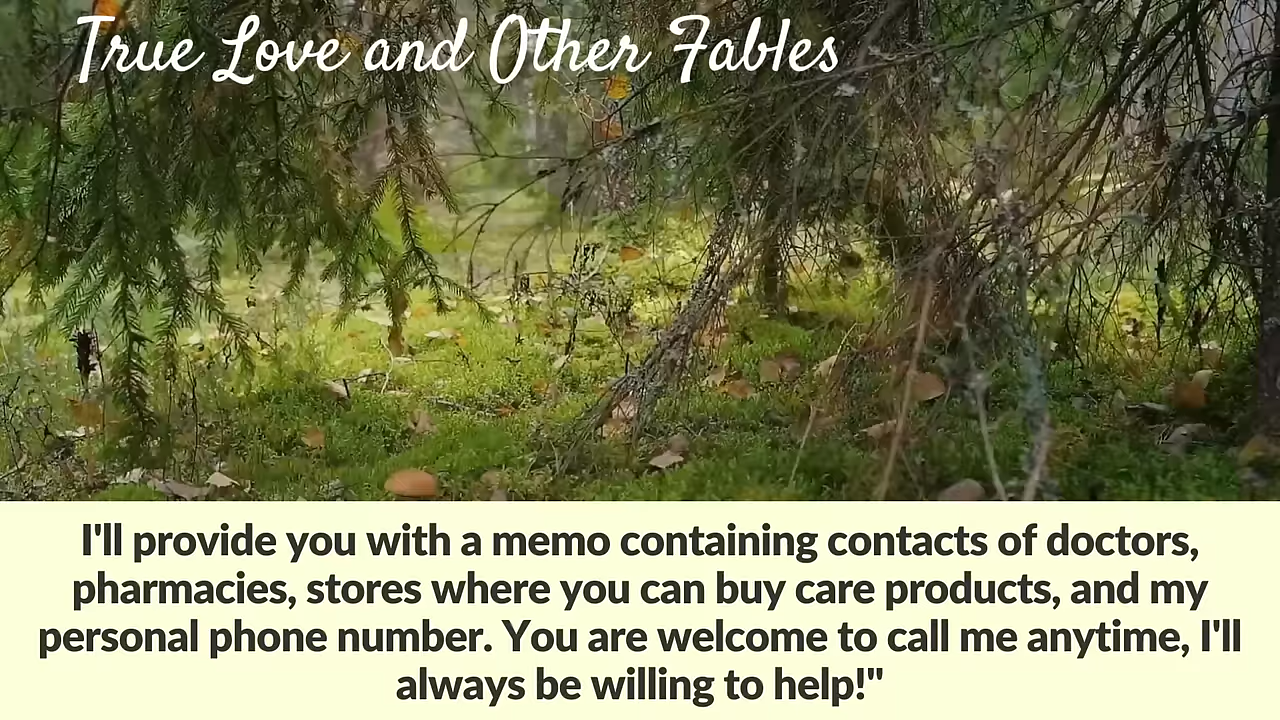 True Love and Other Fables
I'll provide you with a memo containing contacts of doctors,
pharmacies, stores where you can buy care products, and my
personal phone number. You are welcome to call me anytime, I'll
always be willing to help!"